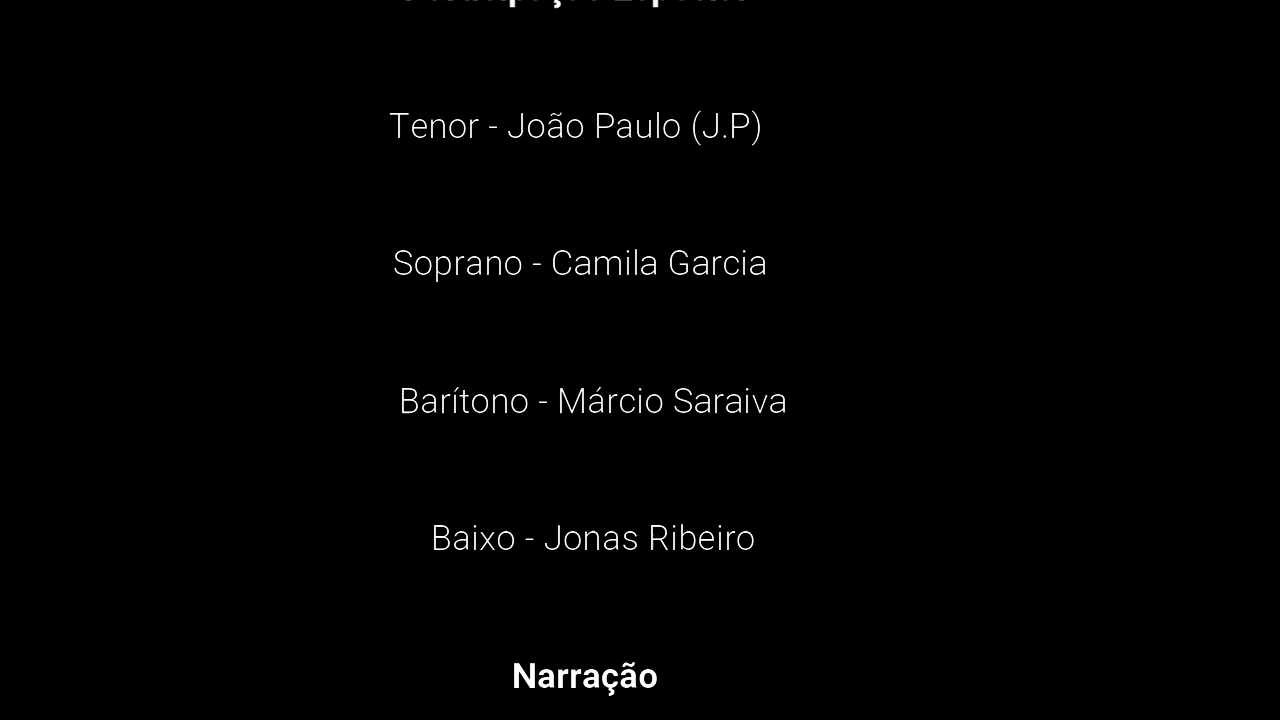 Tenor - João Paulo (J.P)
Soprano - Camila Garcia
Barítono - Márcio Saraiva
Baixo - Jonas Ribeiro
Narração